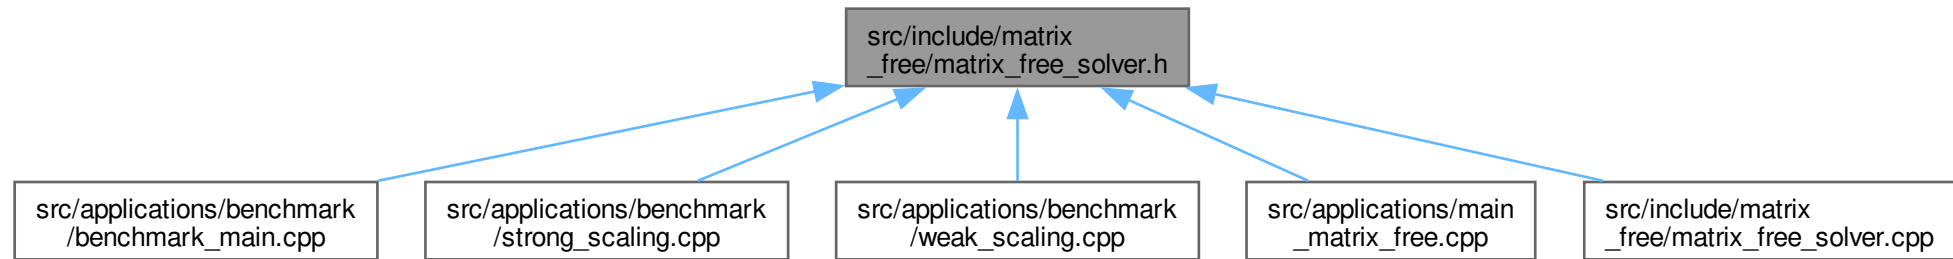 src/include/matrix
_free/matrix_free_solver.h
src/applications/benchmark
/benchmark_main.cpp
src/applications/benchmark
/strong_scaling.cpp
src/applications/benchmark
/weak_scaling.cpp
src/applications/main
_matrix_free.cpp
src/include/matrix
_free/matrix_free_solver.cpp